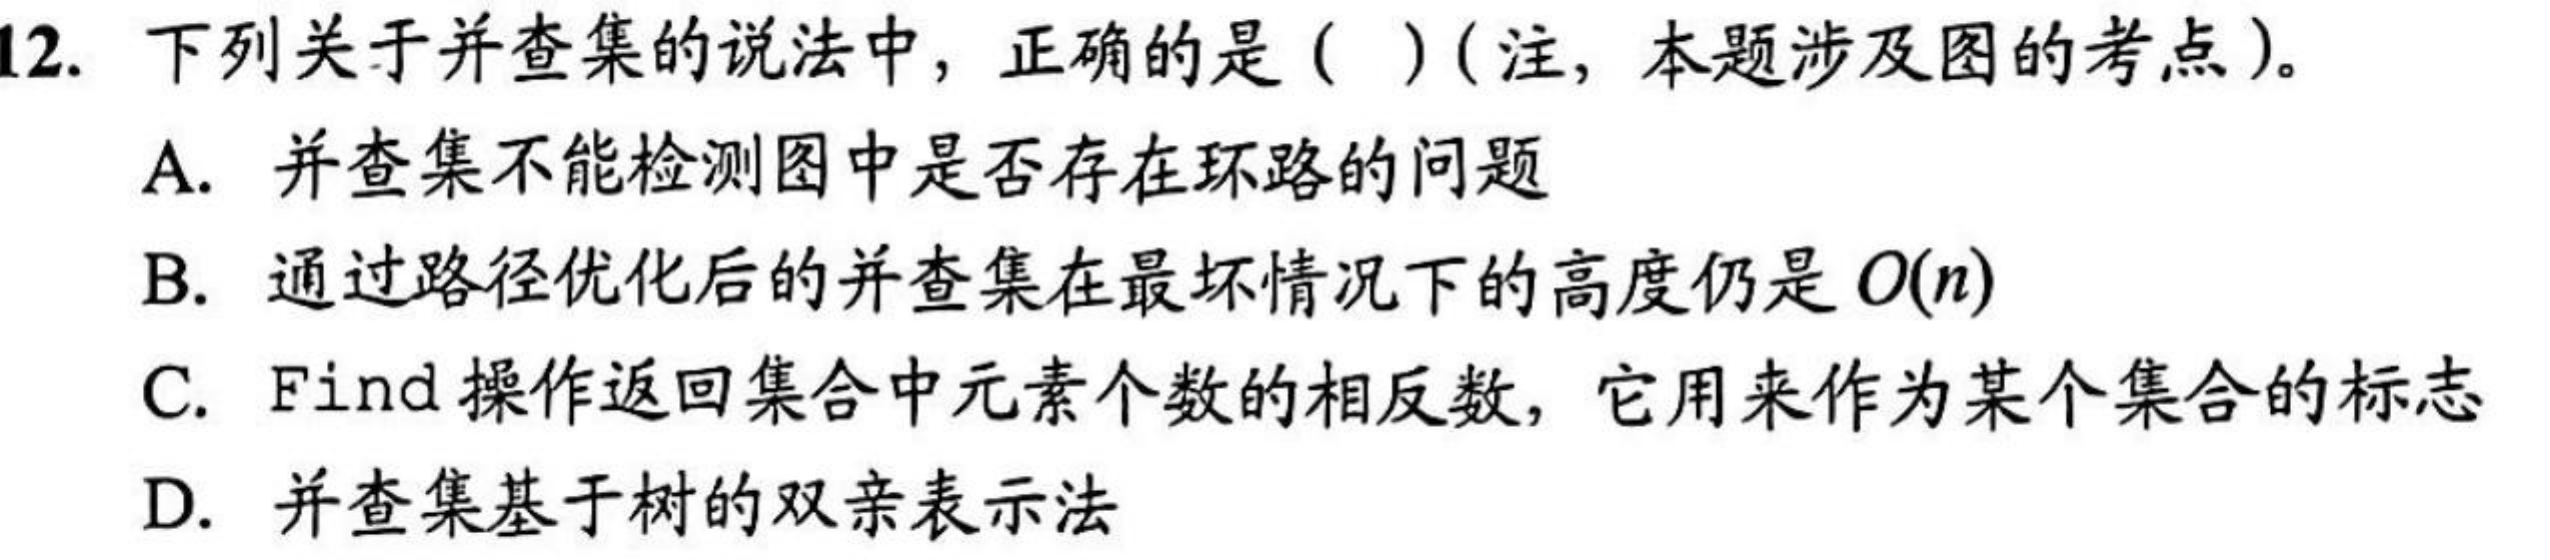 12. 下列关于并查集的说法中，正确的是（ ）（注，本题涉及图的考点）。
A. 并查集不能检测图中是否存在环路的问题
B. 通过路径优化后的并查集在最坏情况下的高度仍是 O(n)
C. Find 操作返回集合中元素个数的相反数，它用来作为某个集合的标志
D. 并查集基于树的双亲表示法